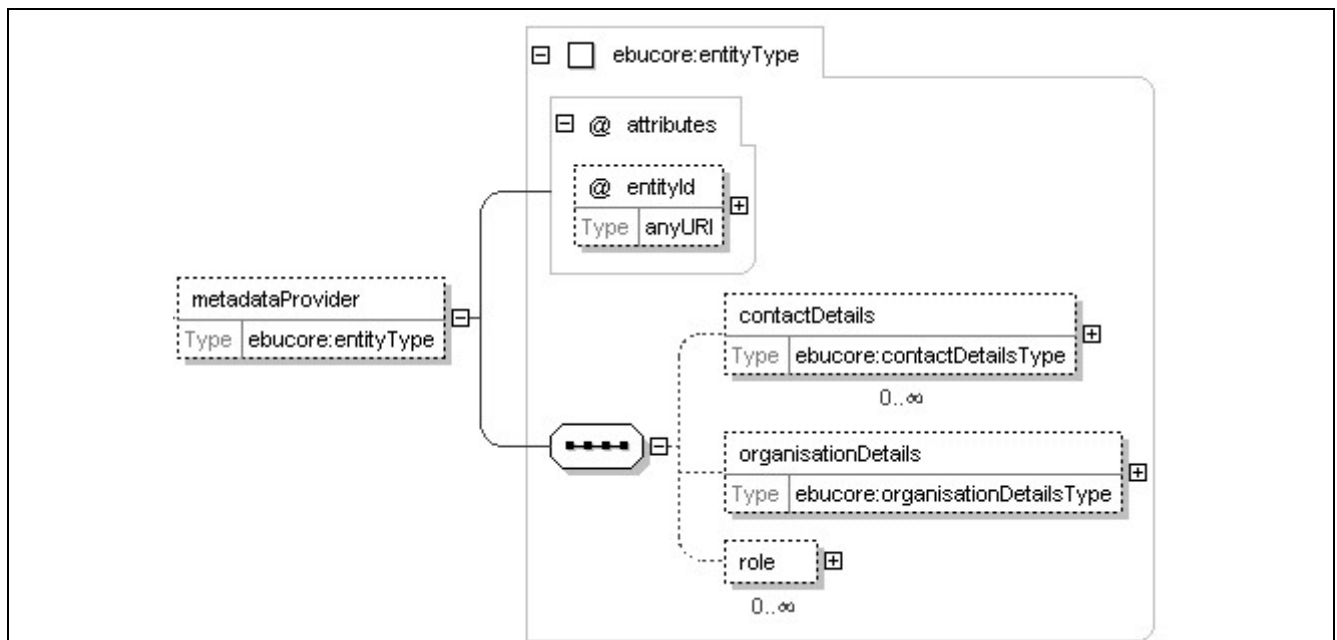 ebucore:entityType
@ attributes
@ entityId
Type anyURI
metadataProvider
Type ebucore:entityType
contactDetails
Type ebucore:contactDetailsType
0..∞
organisationDetails
Type ebucore:organisationDetailsType
role
0..∞